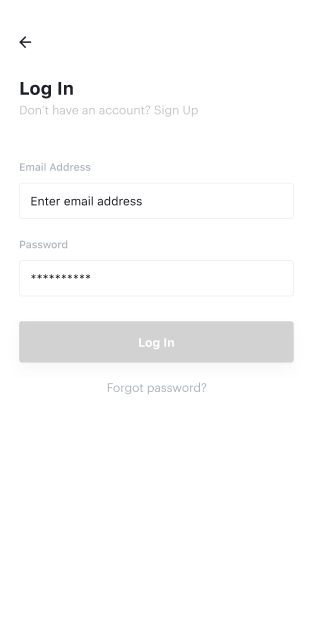 Log In
Don't have an account? Sign Up
Email Address
Enter email address
Password
**********
Log In
Forgot password?